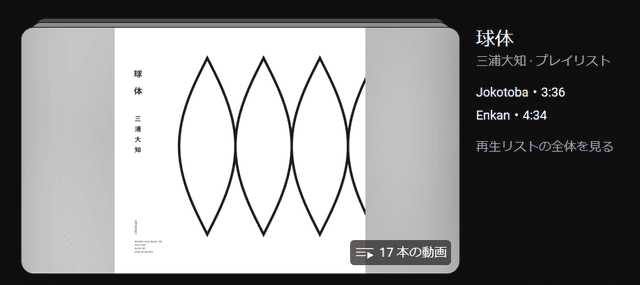 球体
三浦大知
17 本の動画
球体
三浦大知・プレイリスト
Jokotoba・3:36
Enkan・4:34
再生リストの全体を見る